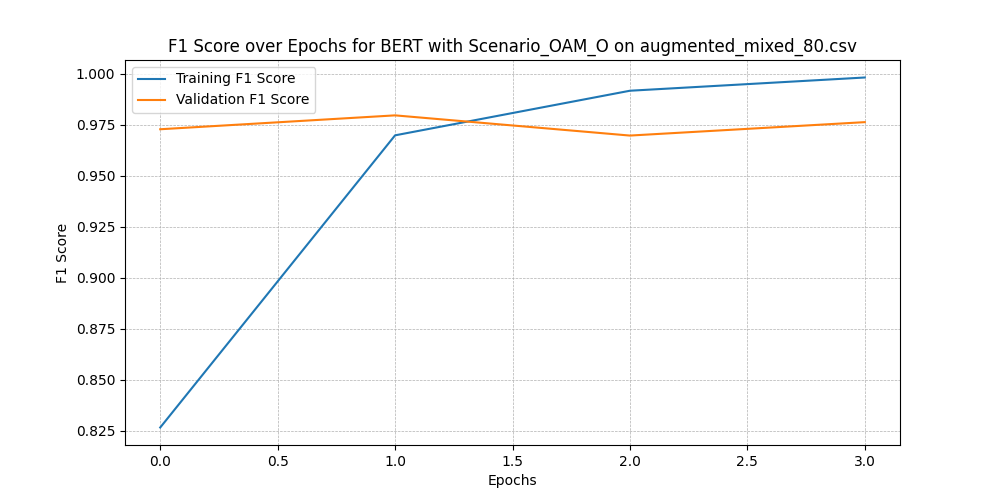 F1 Score over Epochs for BERT with Scenario_OAM_O on augmented_mixed_80.csv
Training F1 Score
Validation F1 Score
1.000
0.975
0.950
0.925
0.900
0.875
0.850
0.825
F1 Score
0.0 0.5 1.0 1.5 2.0 2.5 3.0
Epochs